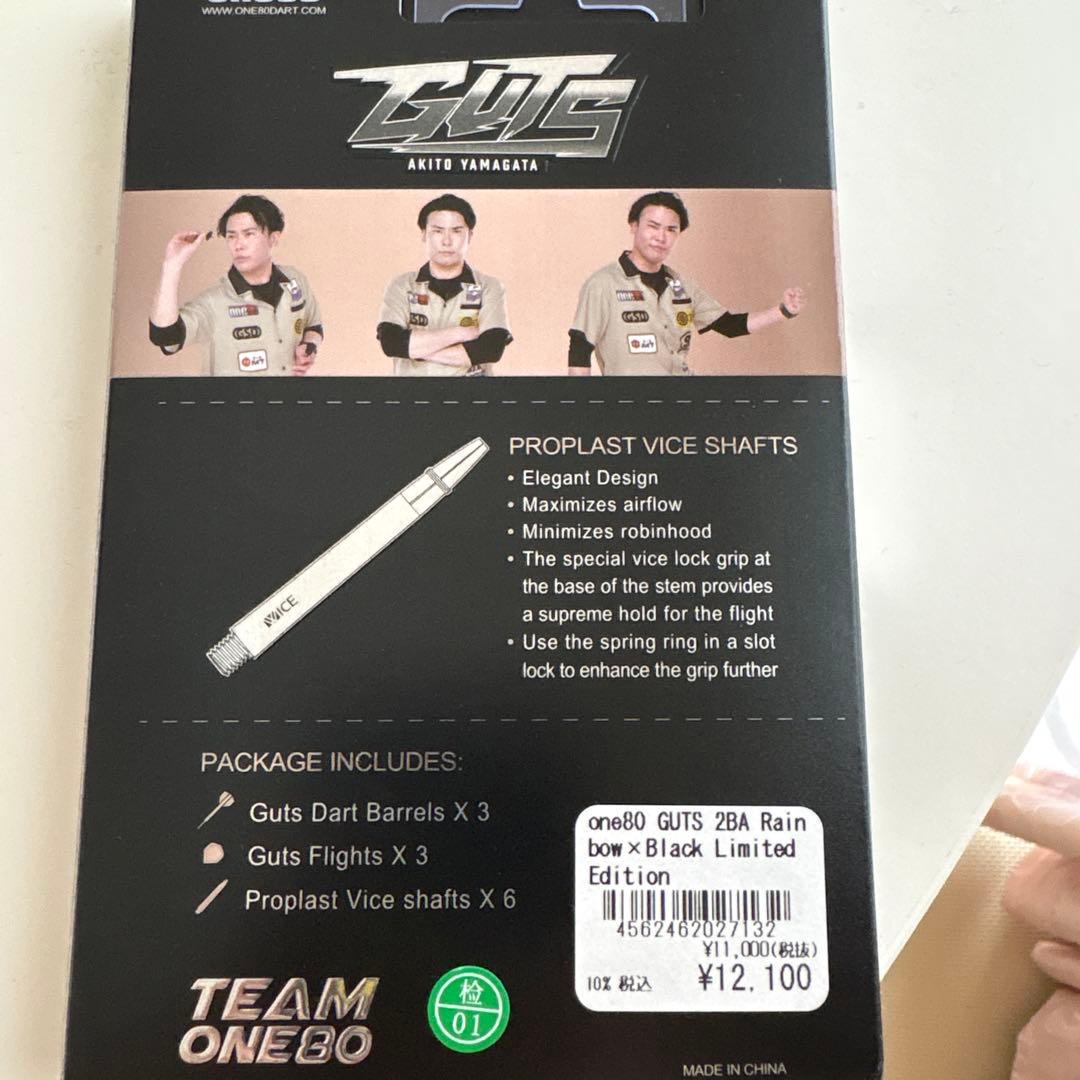 WWW.ONE80DART.COM
GUTS
AKITO YAMAGATA
GSD
GSD
PROPLAST VICE SHAFTS
• Elegant Design
• Maximizes airflow
• Minimizes robinhood
• The special vice lock grip at
the base of the stem provides
a supreme hold for the flight
• Use the spring ring in a slot
lock to enhance the grip further
VICE
PACKAGE INCLUDES:
Guts Dart Barrels X 3
Guts Flights X 3
Proplast Vice shafts X 6
one80 GUTS 2BA Rain
bow×Black Limited
Edition
4562462027132
¥11,000(税抜)
10% 税込 ¥12,100
TEAM
ONE80
检
01
MADE IN CHINA